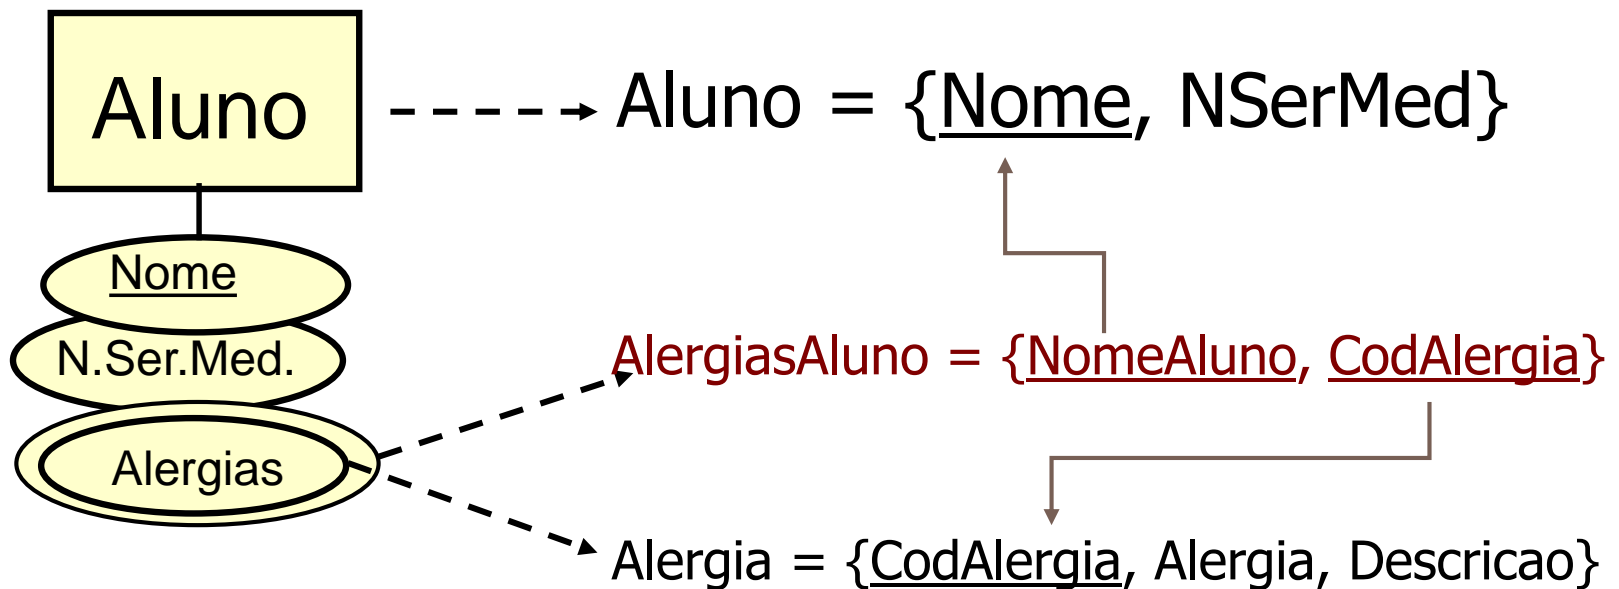 Aluno
Aluno = {Nome, NSerMed}
Nome
N.Ser.Med.
AlergiasAluno = {NomeAluno, CodAlergia}
Alergias
Alergia = {CodAlergia, Alergia, Descricao}